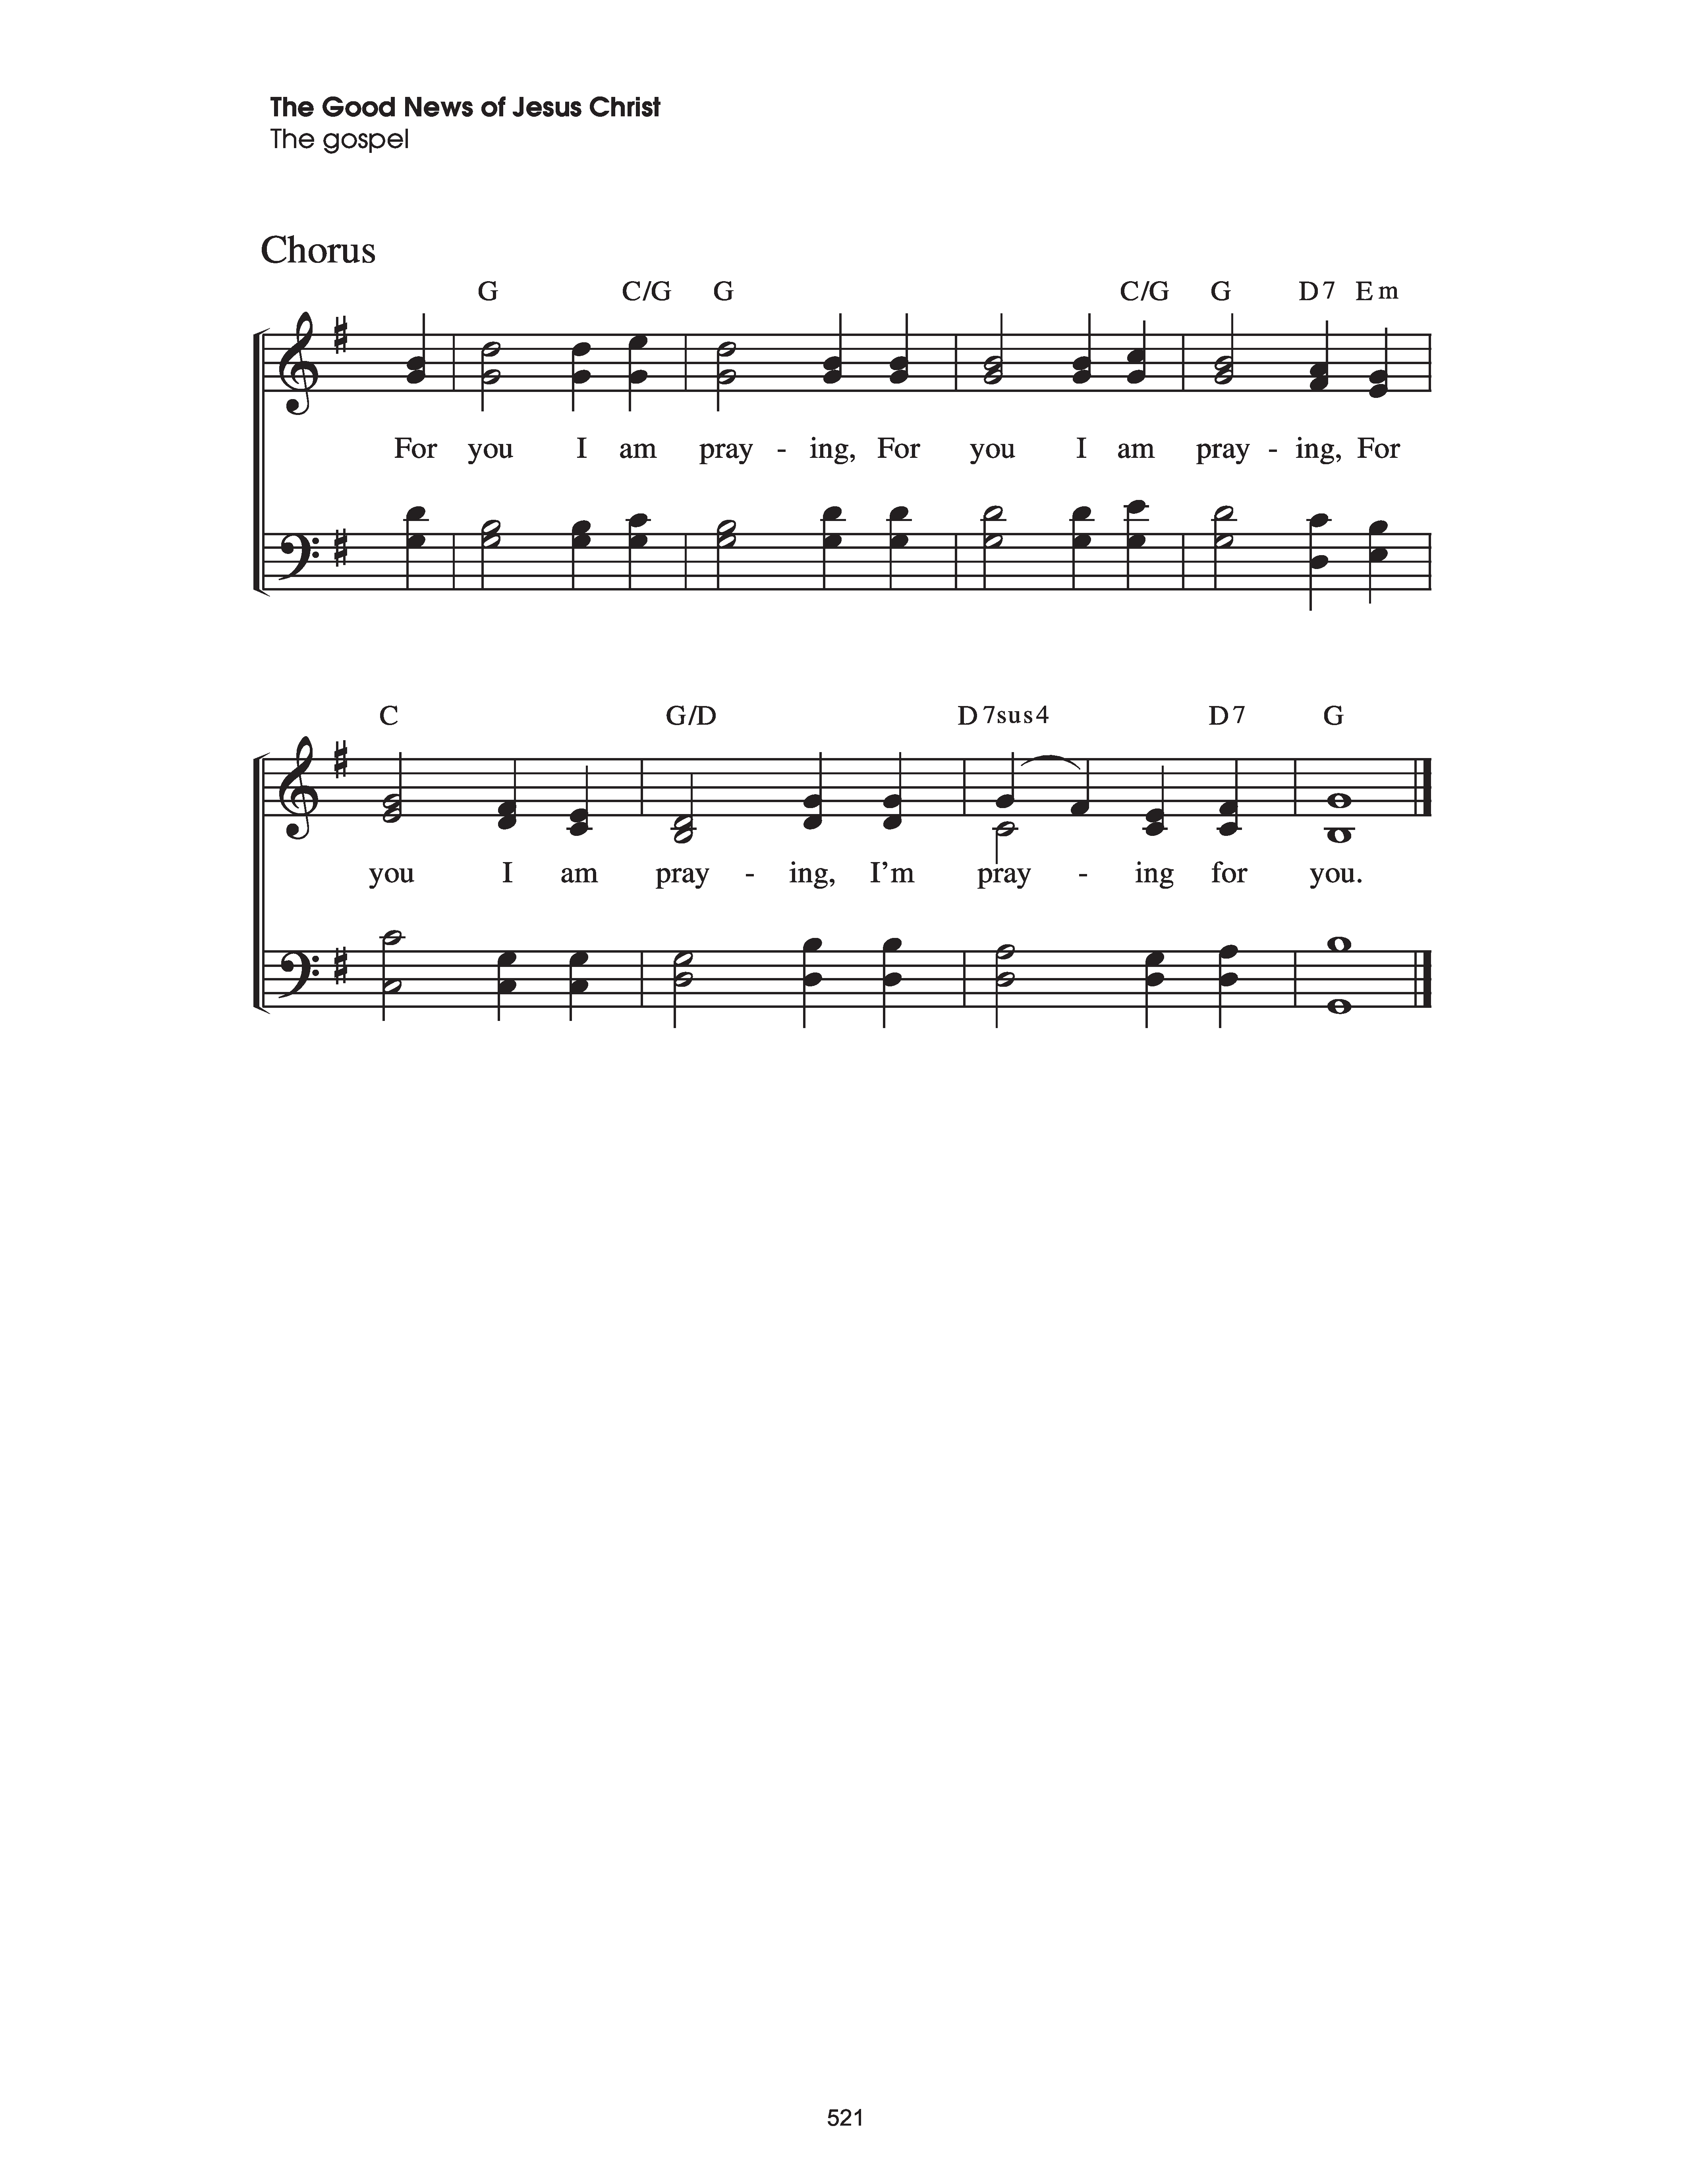 The Good News of Jesus Christ
The gospel
Chorus
G C/G G C/G G D7 Em
For you I am pray - ing, For you I am pray - ing, For
C G/D D7sus4 D7 G
you I am pray - ing, I'm pray - ing for you.
521